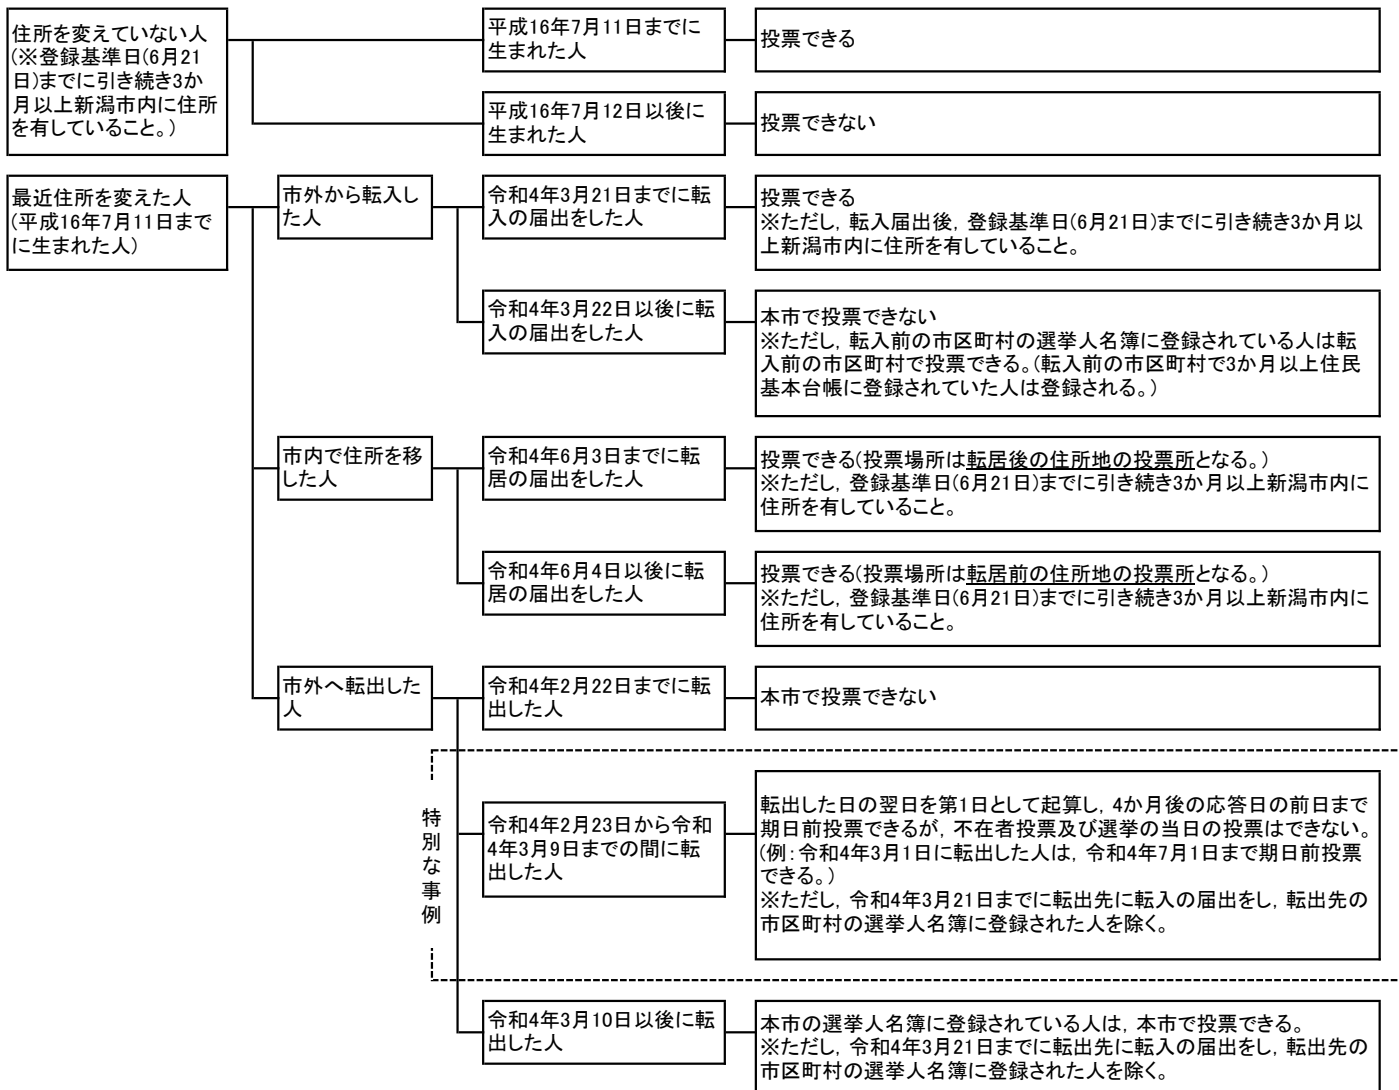 住所を変えていない人
(※登録基準日(6月21
日)までに引き続き3か
月以上新潟市内に住所
を有していること。)
平成16年7月11日までに
生まれた人
投票できる
平成16年7月12日以後に
生まれた人
投票できない
最近住所を変えた人
(平成16年7月11日まで
に生まれた人)
市外から転入し
た人
令和4年3月21日までに転
入の届出をした人
投票できる
※ただし,転入届出後,登録基準日(6月21日)までに引き続き3か月以
上新潟市内に住所を有していること。
令和4年3月22日以後に転
入の届出をした人
本市で投票できない
※ただし,転入前の市区町村の選挙人名簿に登録されている人は転
入前の市区町村で投票できる。(転入前の市区町村で3か月以上住民
基本台帳に登録されていた人は登録される。)
市内で住所を移
した人
令和4年6月3日までに転
居の届出をした人
投票できる(投票場所は転居後の住所地の投票所となる。)
※ただし,登録基準日(6月21日)までに引き続き3か月以上新潟市内に
住所を有していること。
令和4年6月4日以後に転
居の届出をした人
投票できる(投票場所は転居前の住所地の投票所となる。)
※ただし,登録基準日(6月21日)までに引き続き3か月以上新潟市内に
住所を有していること。
市外へ転出した
人
令和4年2月22日までに転
出した人
本市で投票できない
特別な事例
令和4年2月23日から令和
4年3月9日までの間に転
出した人
転出した日の翌日を第1日として起算し,4か月後の応答日の前日まで
期日前投票できるが,不在者投票及び選挙の当日の投票はできない。
(例:令和4年3月1日に転出した人は,令和4年7月1日まで期日前投票
できる。)
※ただし,令和4年3月21日までに転出先に転入の届出をし,転出先の
市区町村の選挙人名簿に登録された人を除く。
令和4年3月10日以後に転
出した人
本市の選挙人名簿に登録されている人は,本市で投票できる。
※ただし,令和4年3月21日までに転出先に転入の届出をし,転出先の
市区町村の選挙人名簿に登録された人を除く。